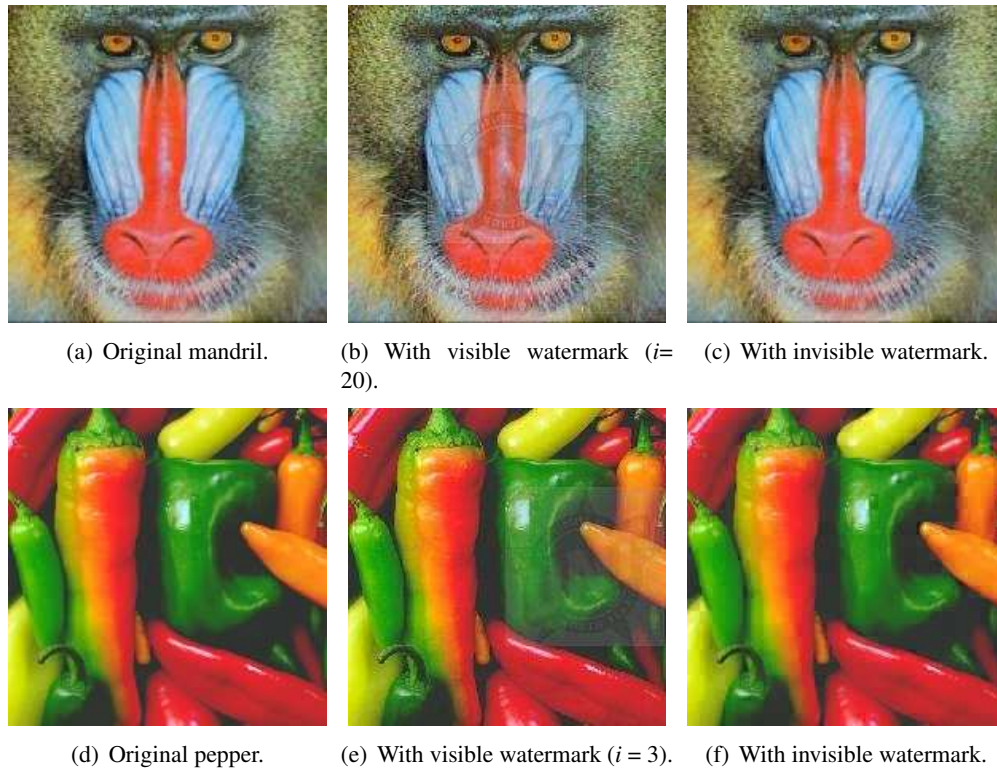 (a) Original mandril.
(b) With visible watermark (i=
20).
(c) With invisible watermark.
(d) Original pepper.
(e) With visible watermark (i = 3).
(f) With invisible watermark.